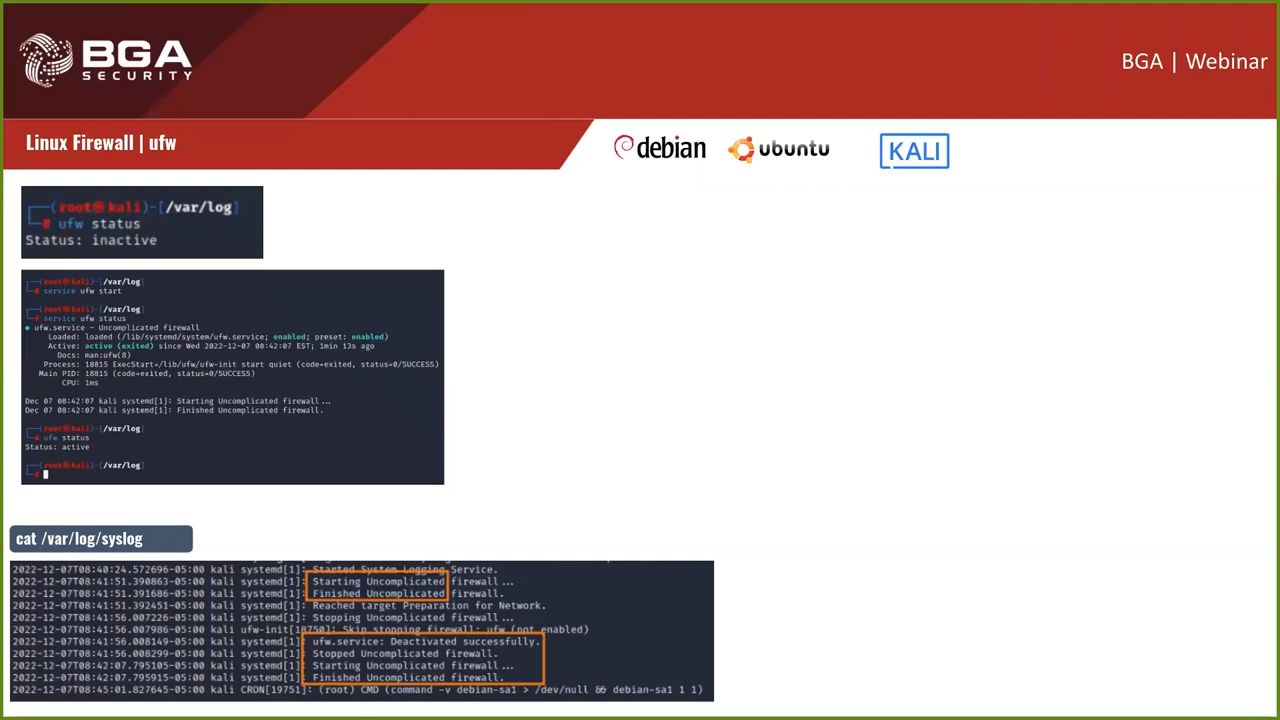 BGA
SECURITY
BGA | Webinar
Linux Firewall | ufw
debian
ubuntu
KALI
(root㉿kali)-[/var/log]
# ufw status
Status: inactive
(root㉿kali)-[/var/log]
# service ufw start
(root㉿kali)-[/var/log]
# service ufw status
● ufw.service - Uncomplicated firewall
Loaded: loaded (/lib/systemd/system/ufw.service; enabled; preset: enabled)
Active: active (exited) since Wed 2022-12-07 08:42:07 EST; 1min 13s ago
Docs: man:ufw(8)
Process: 18815 ExecStart=/lib/ufw/ufw-init start quiet (code=exited, status=0/SUCCESS)
Main PID: 18815 (code=exited, status=0/SUCCESS)
CPU: 1ms
Dec 07 08:42:07 kali systemd[1]: Starting Uncomplicated firewall...
Dec 07 08:42:07 kali systemd[1]: Finished Uncomplicated firewall.
(root㉿kali)-[/var/log]
# ufw status
Status: active
(root㉿kali)-[/var/log]
#
cat /var/log/syslog
2022-12-07T08:40:24.572696-05:00 kali systemd[1]: Started System Logging Service.
2022-12-07T08:41:51.390863-05:00 kali systemd[1]: Starting Uncomplicated firewall...
2022-12-07T08:41:51.391686-05:00 kali systemd[1]: Finished Uncomplicated firewall.
2022-12-07T08:41:51.392451-05:00 kali systemd[1]: Reached target Preparation for Network.
2022-12-07T08:41:56.007226-05:00 kali systemd[1]: Stopping Uncomplicated firewall...
2022-12-07T08:41:56.007986-05:00 kali ufw-init[18750]: Skip stopping firewall: ufw (not enabled)
2022-12-07T08:41:56.008149-05:00 kali systemd[1]: ufw.service: Deactivated successfully.
2022-12-07T08:41:56.008299-05:00 kali systemd[1]: Stopped Uncomplicated firewall.
2022-12-07T08:42:07.795105-05:00 kali systemd[1]: Starting Uncomplicated firewall...
2022-12-07T08:42:07.795915-05:00 kali systemd[1]: Finished Uncomplicated firewall.
2022-12-07T08:45:01.827645-05:00 kali CRON[19751]: (root) CMD (command -v debian-sa1 > /dev/null && debian-sa1 1 1)